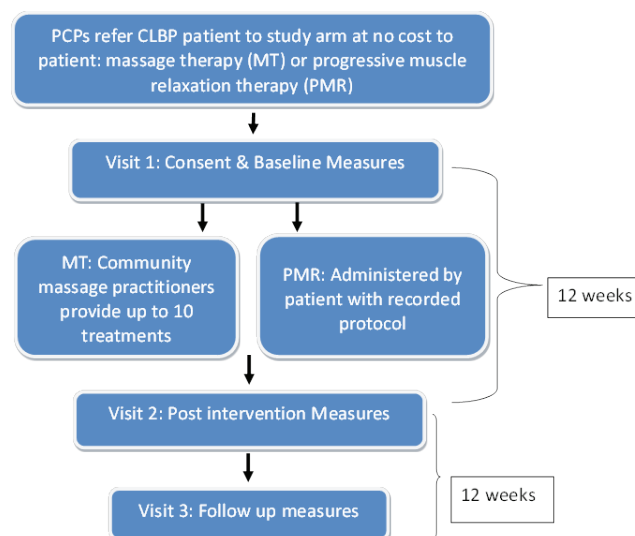 PCPs refer CLBP patient to study arm at no cost to
patient: massage therapy (MT) or progressive muscle
relaxation therapy (PMR)
Visit 1: Consent & Baseline Measures
MT: Community
massage practitioners
provide up to 10
treatments
PMR: Administered by
patient with recorded
protocol
12 weeks
Visit 2: Post intervention Measures
12 weeks
Visit 3: Follow up measures